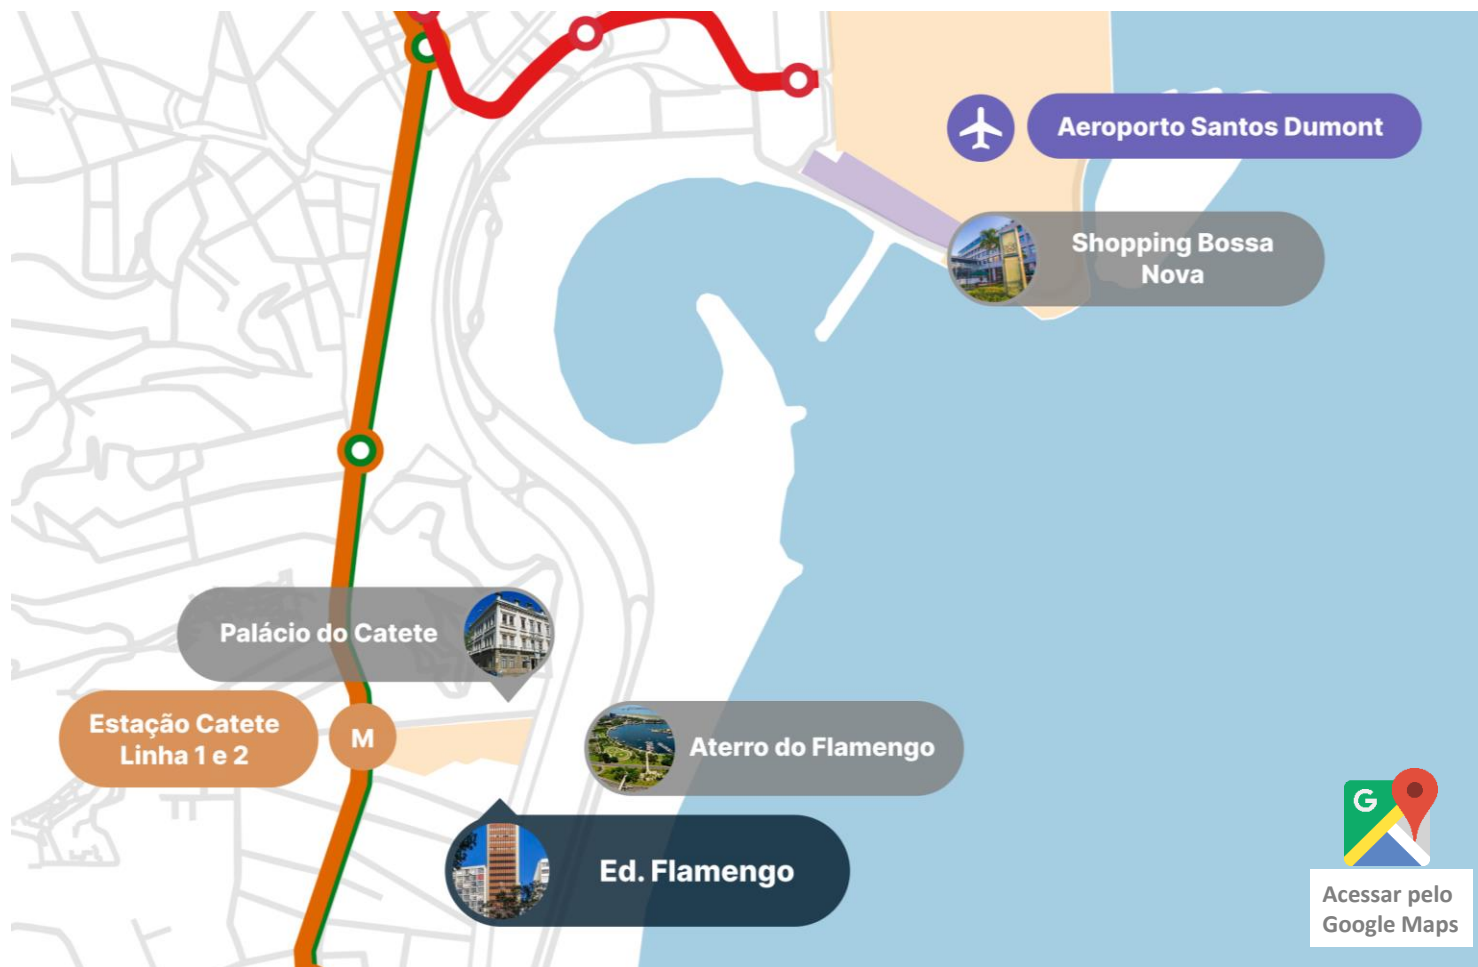 Aeroporto Santos Dumont
Shopping Bossa
Nova
Palácio do Catete
Estação Catete
Linha 1 e 2
M
Aterro do Flamengo
Ed. Flamengo
G
Acessar pelo
Google Maps